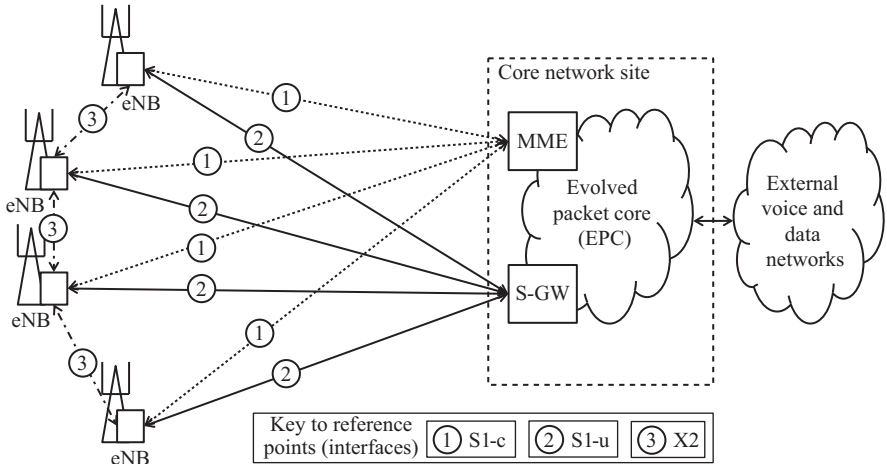 eNB
1
Core network site
3
2
MME
eNB
1
2
3
1
Evolved
packet core
(EPC)
External
voice and
data
networks
eNB
2
S-GW
1
3
2
eNB
Key to reference
points (interfaces)
1 S1-c
2 S1-u
3 X2